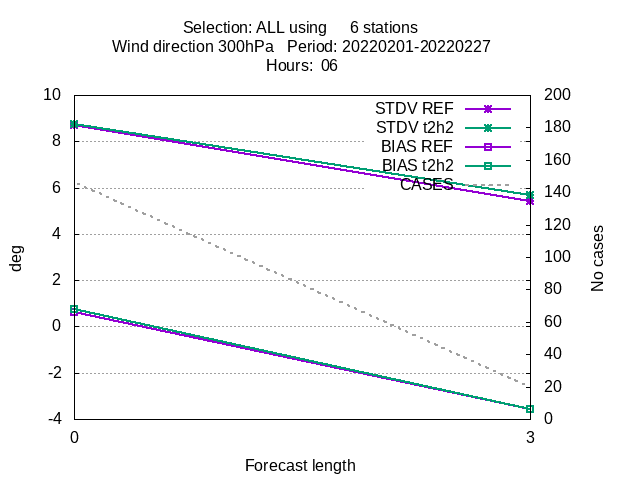 Selection: ALL using 6 stations
Wind direction 300hPa Period: 20220201-20220227
Hours: 06
10
8
6
4
2
0
-2
-4
deg
STDV REF
STDV t2h2
BIAS REF
BIAS t2h2
CASES
200
180
160
140
120
100
80
60
40
20
0
No cases
0 3
Forecast length